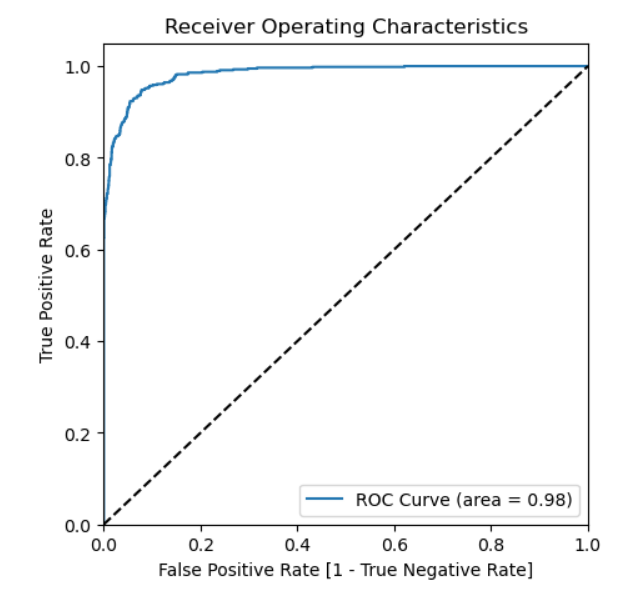 Receiver Operating Characteristics
1.0
0.8
0.6
0.4
0.2
0.0
True Positive Rate
ROC Curve (area = 0.98)
0.0 0.2 0.4 0.6 0.8 1.0
False Positive Rate [1 - True Negative Rate]